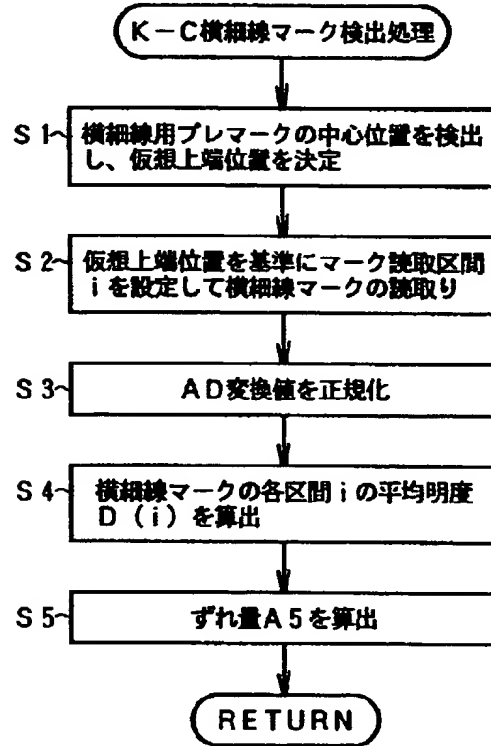 K－C横細線マーク検出処理
S1 横細線用プレマークの中心位置を検出
し、仮想上端位置を決定
S2 仮想上端位置を基準にマーク読取区間
iを設定して横細線マークの読取り
S3 AD変換値を正規化
S4 横細線マークの各区間iの平均明度
D（i）を算出
S5 ずれ量A5を算出
RETURN